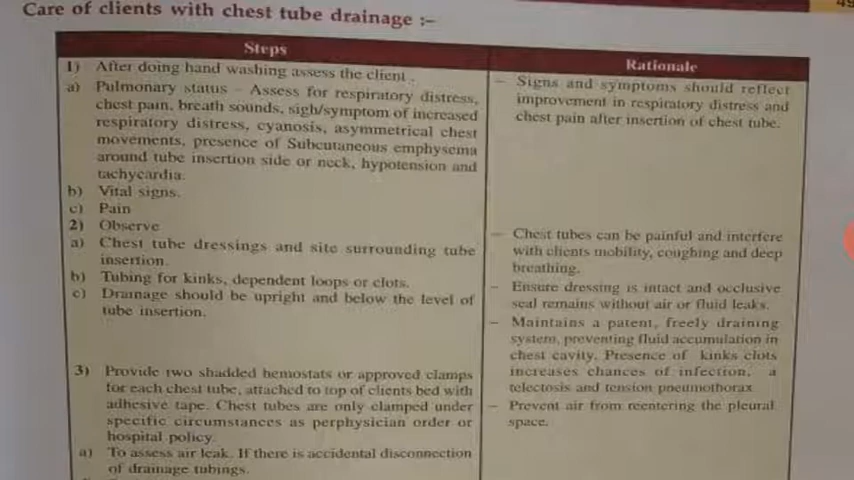 Care of clients with chest tube drainage :–
49
Steps
Rationale
1) After doing hand washing assess the client .
a) Pulmonary status – Assess for respiratory distress,
chest pain, breath sounds, sigh/symptom of increased
respiratory distress, cyanosis, asymmetrical chest
movements, presence of Subcutaneous emphysema
around tube insertion side or neck, hypotension and
tachycardia.
b) Vital signs.
c) Pain
2) Observe
a) Chest tube dressings and site surrounding tube
insertion.
b) Tubing for kinks, dependent loops or clots.
c) Drainage should be upright and below the level of
tube insertion.
3) Provide two shadded hemostats or approved clamps
for each chest tube, attached to top of clients bed with
adhesive tape. Chest tubes are only clamped under
specific circumstances as perphysician order or
hospital policy.
a) To assess air leak. If there is accidental disconnection
of drainage tubings.
– Signs and symptoms should reflect
improvement in respiratory distress and
chest pain after insertion of chest tube.
– Chest tubes can be painful and interfere
with clients mobility, coughing and deep
breathing.
– Ensure dressing is intact and occlusive
seal remains without air or fluid leaks.
– Maintains a patent, freely draining
system, preventing fluid accumulation in
chest cavity. Presence of kinks clots
increases chances of infection, a
telectosis and tension pneumothorax
– Prevent air from reentering the pleural
space.